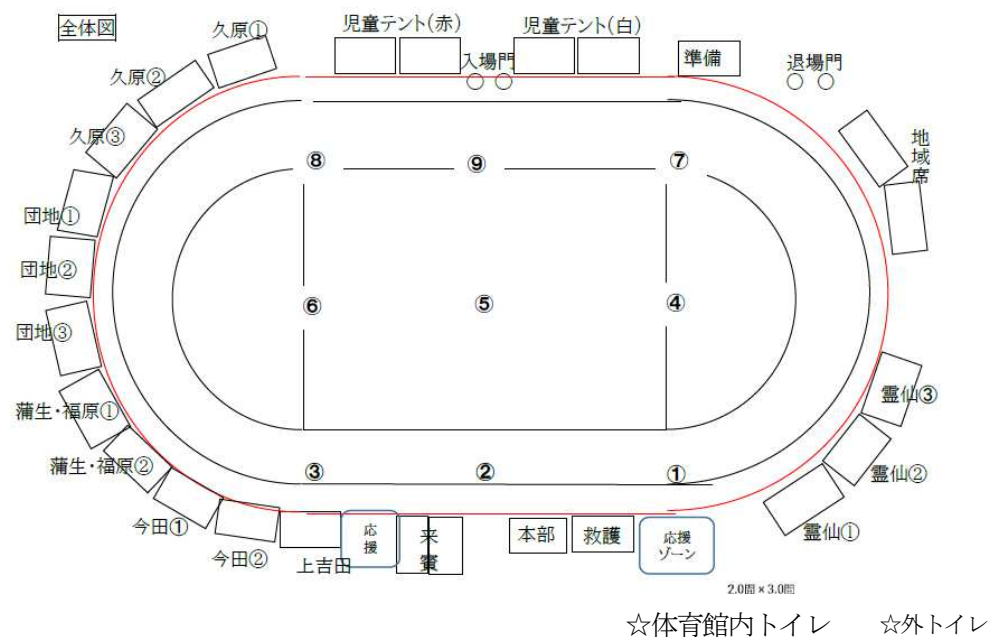 全体図
久原①
児童テント(赤)
児童テント(白)
入場門
準備
退場門
久原②
久原③
地域席
団地①
団地②
団地③
⑧
⑨
⑦
⑥
⑤
④
蒲生・福原①
蒲生・福原②
霊仙③
霊仙②
霊仙①
③
②
①
今田①
今田②
上吉田
応援
来賓
本部
救護
応援
ゾーン
2.0間×3.0間
☆体育館内トイレ ☆外トイレ